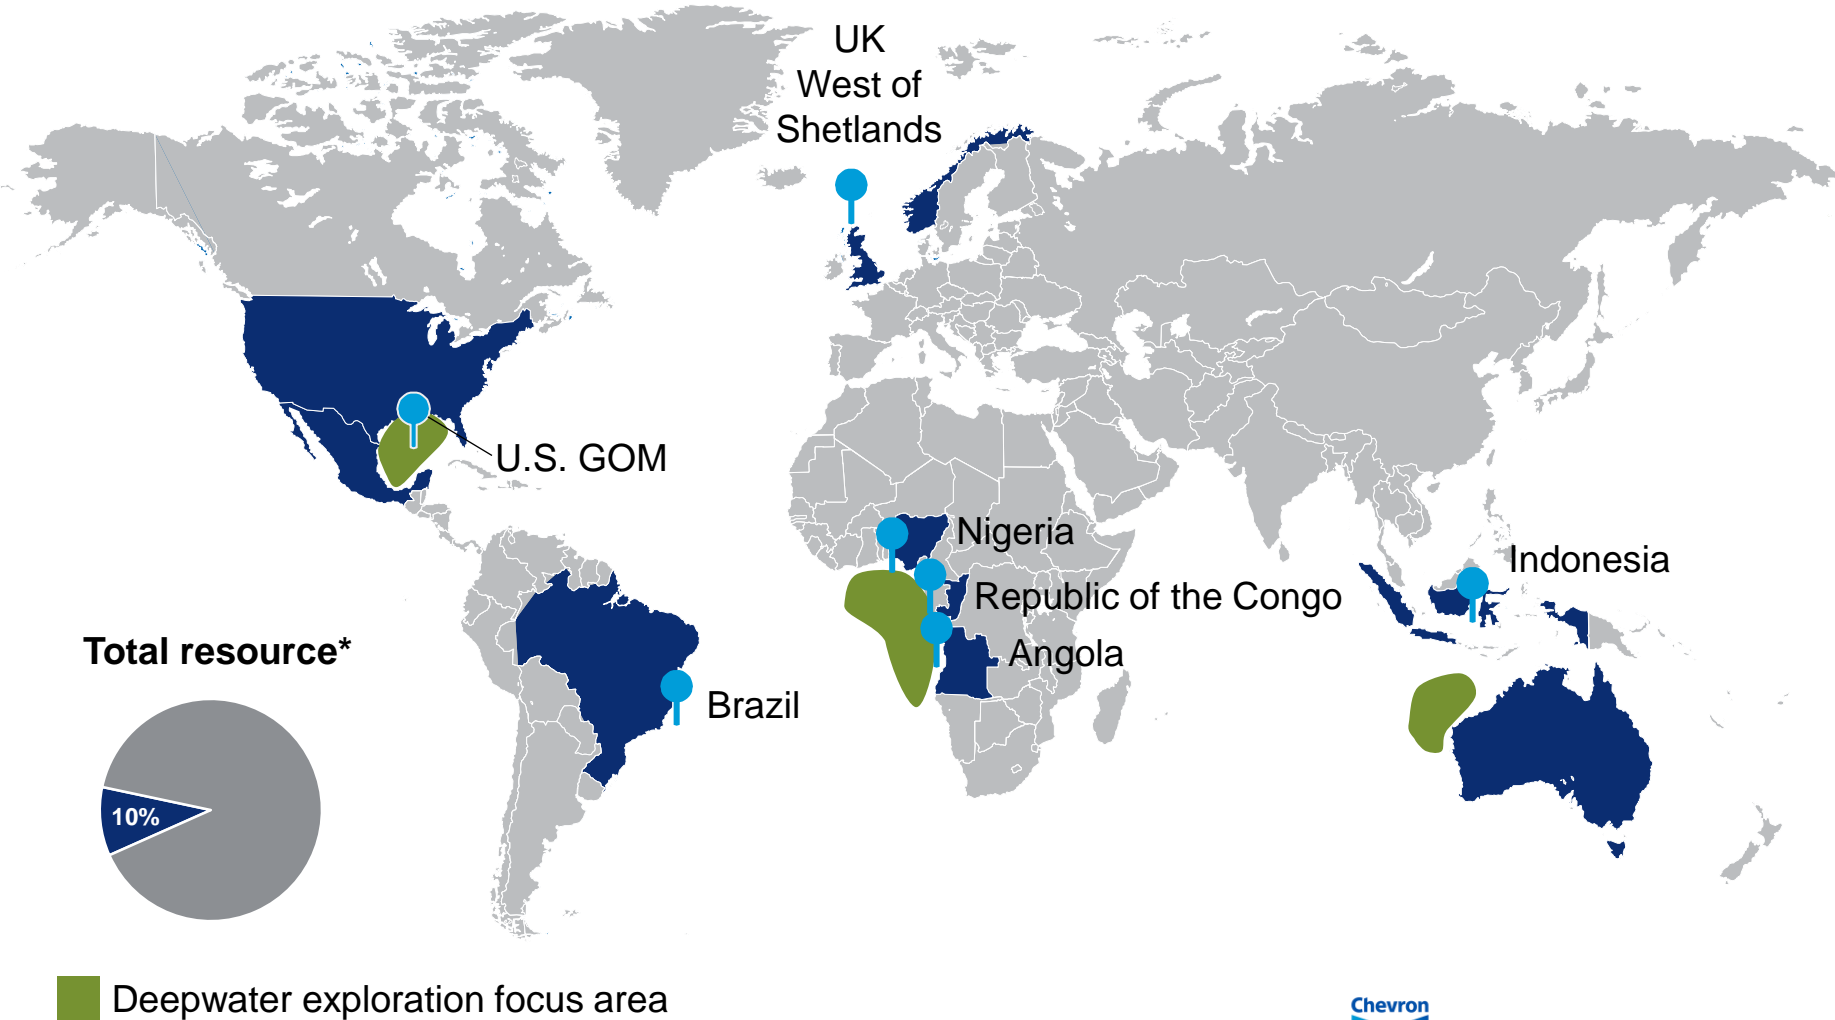 UK
West of
Shetlands
U.S. GOM
Nigeria
Indonesia
Republic of the Congo
Angola
Brazil
Total resource*
10%
Deepwater exploration focus area
Chevron